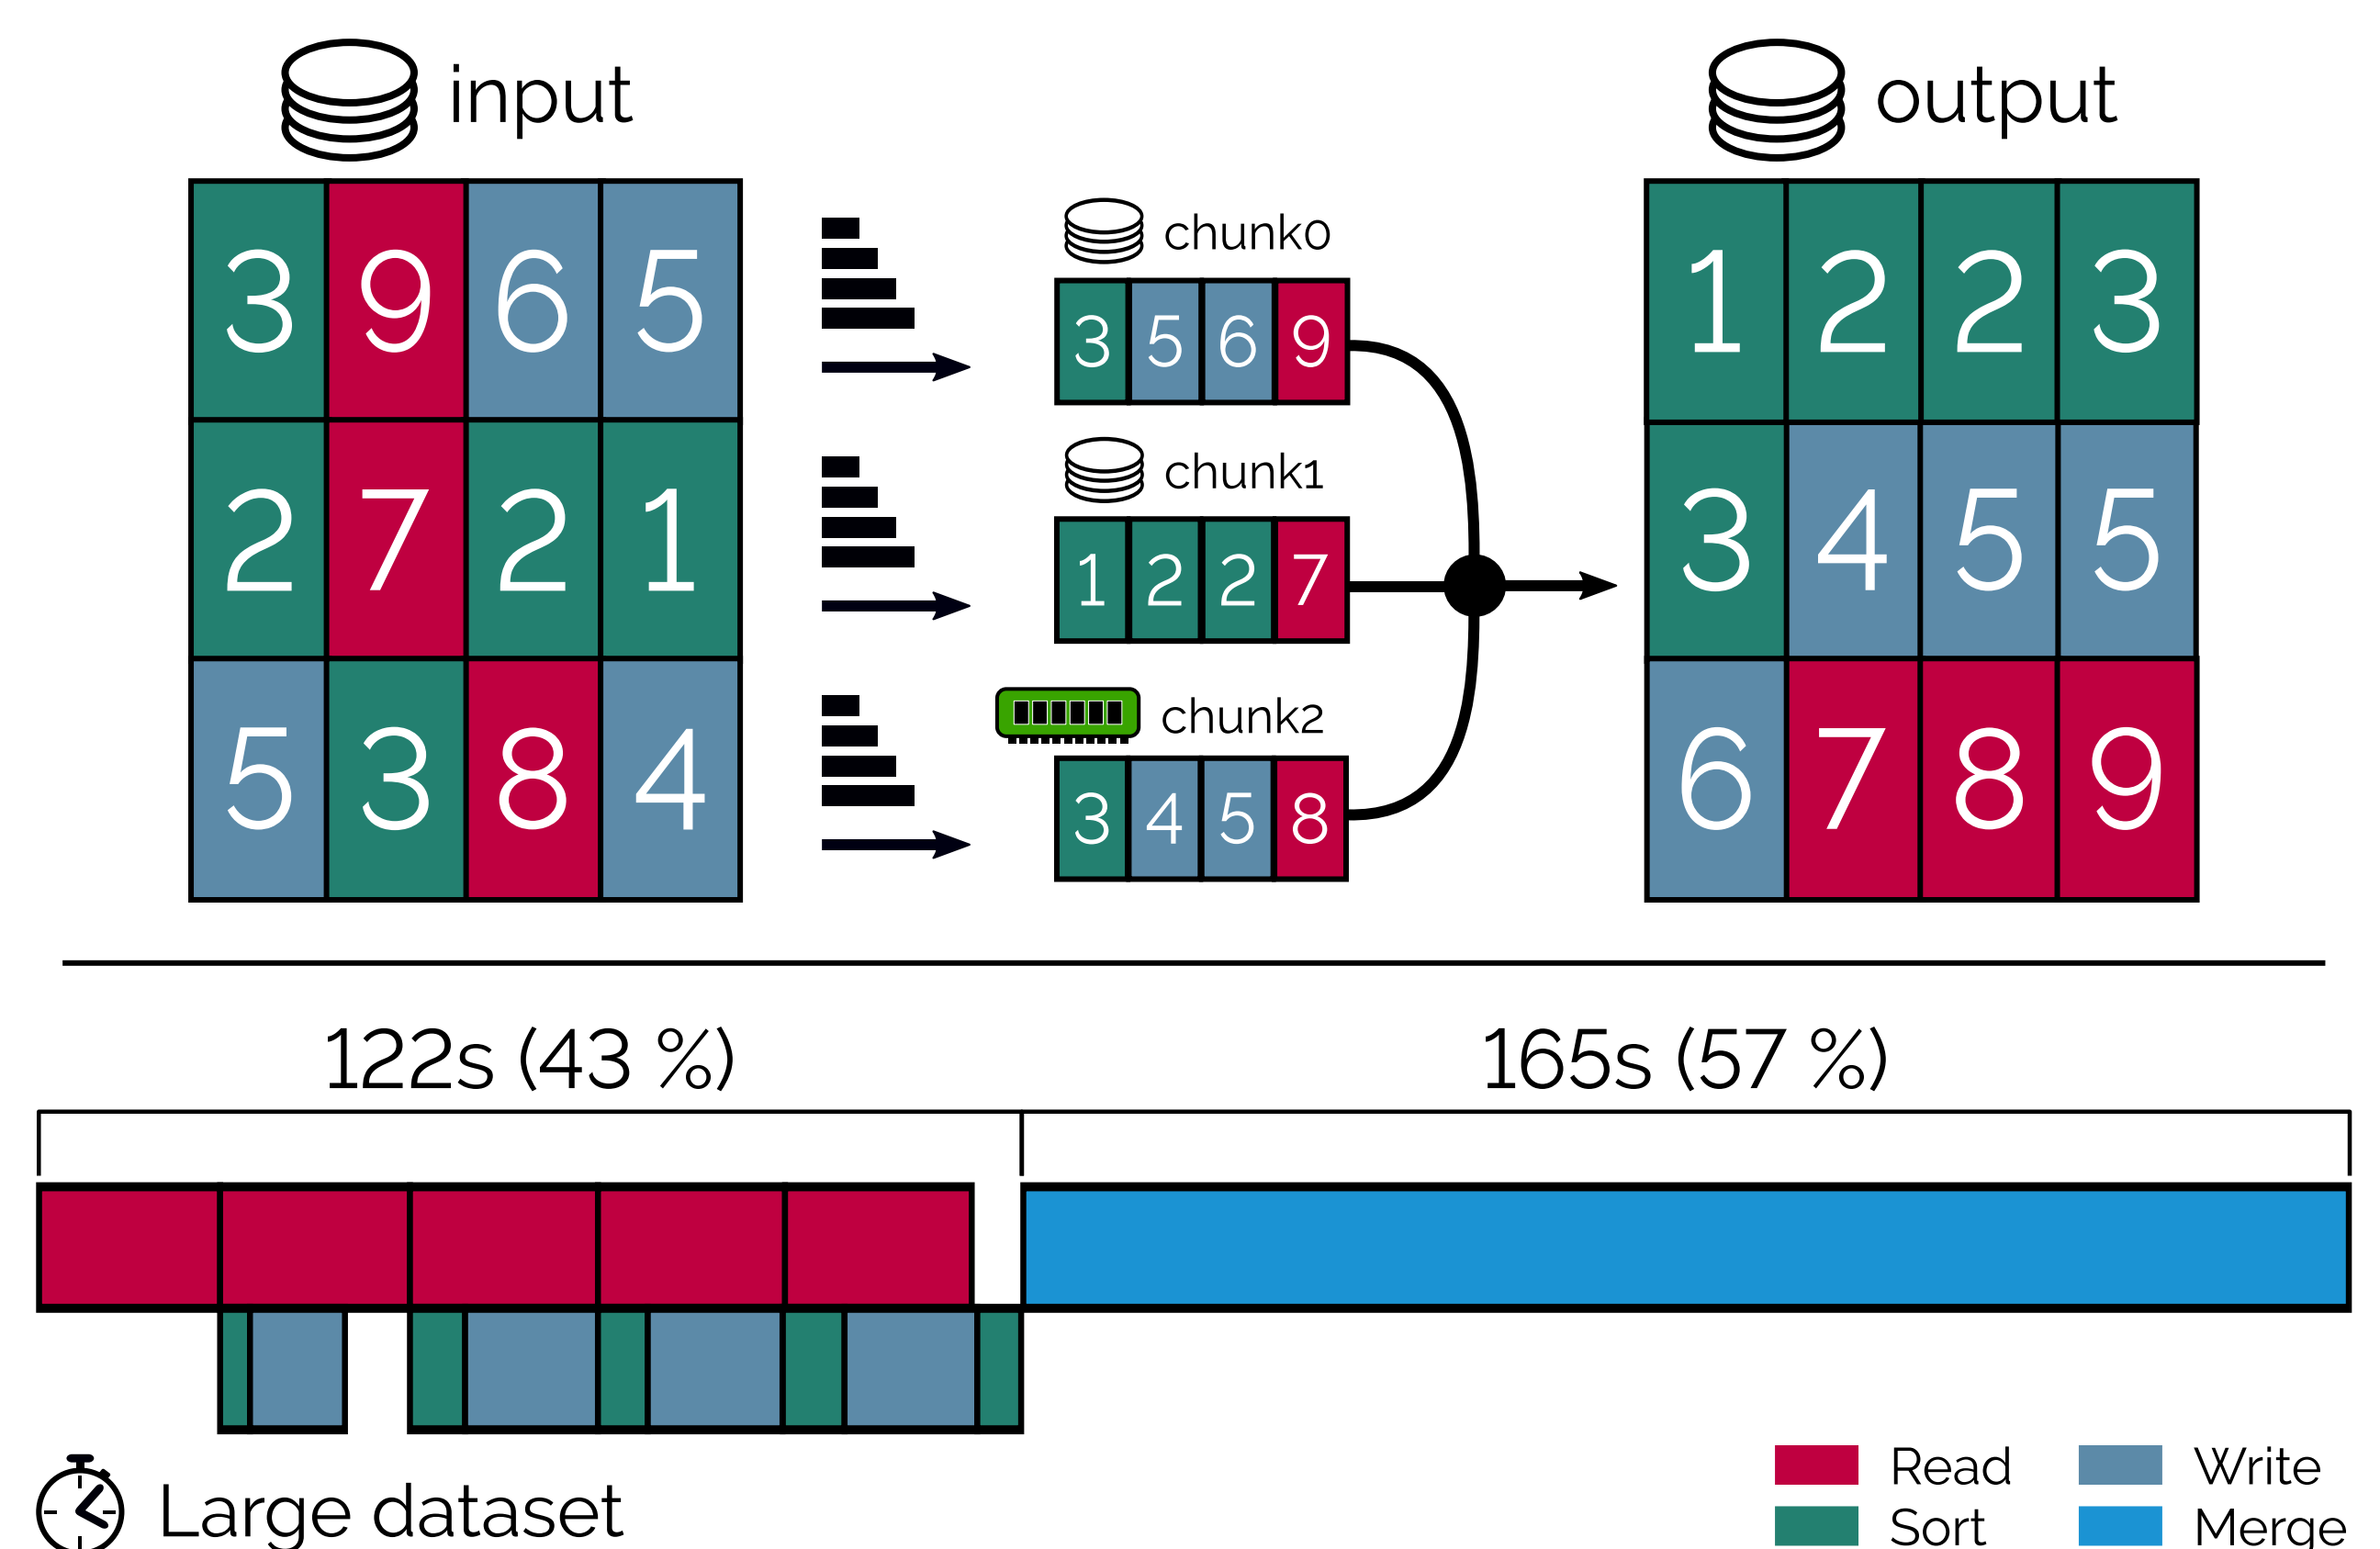 input
output
3 9 6 5
2 7 2 1
5 3 8 4
chunk0
3 5 6 9
chunk1
1 2 2 7
chunk2
3 4 5 8
1 2 2 3
3 4 5 5
6 7 8 9
122s (43 %)
165s (57 %)
Large dataset
Read
Write
Sort
Merge